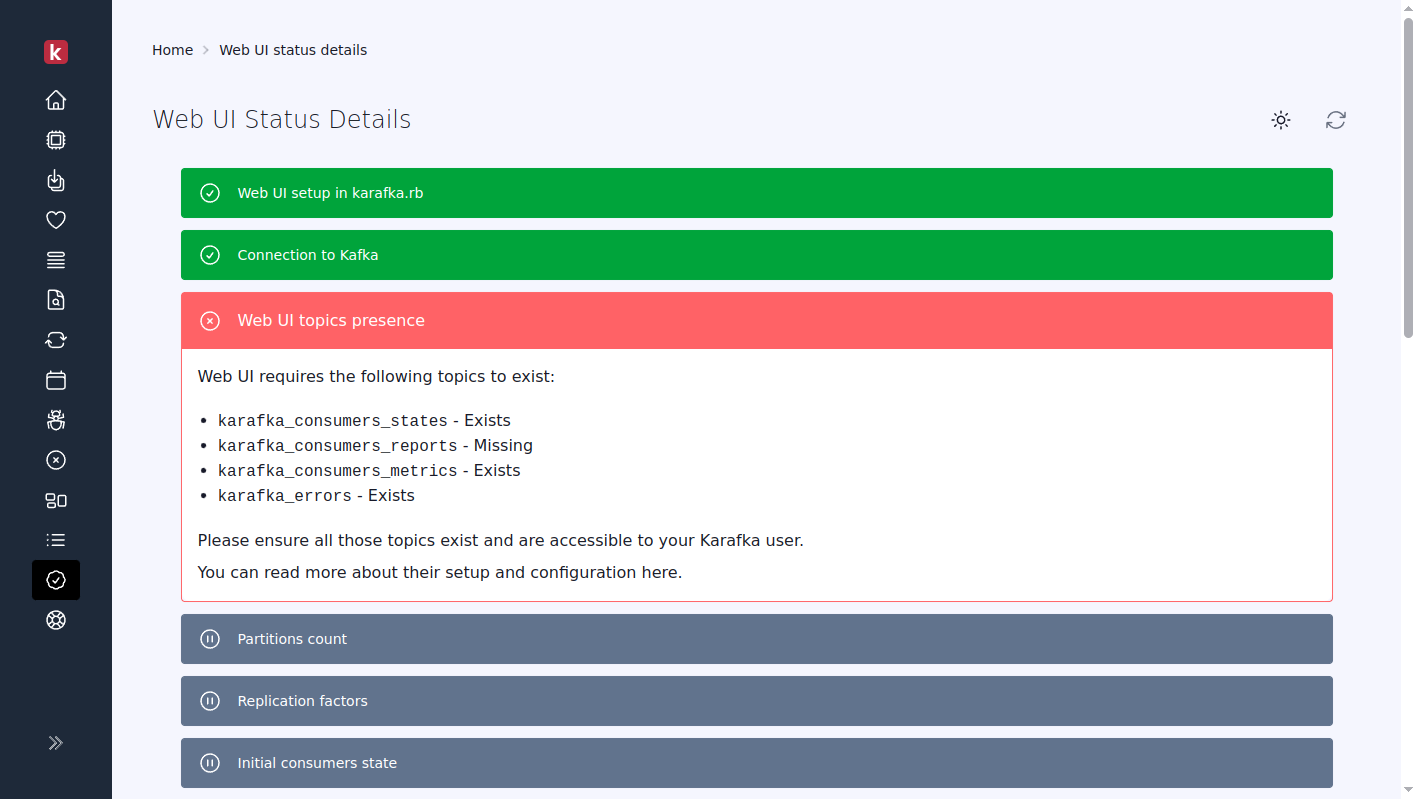 k
Home
Web UI status details
Web UI Status Details
Web UI setup in karafka.rb
Connection to Kafka
Web UI topics presence
Web UI requires the following topics to exist:
• karafka_consumers_states - Exists
• karafka_consumers_reports - Missing
• karafka_consumers_metrics - Exists
• karafka_errors - Exists
Please ensure all those topics exist and are accessible to your Karafka user.
You can read more about their setup and configuration here.
Partitions count
Replication factors
Initial consumers state